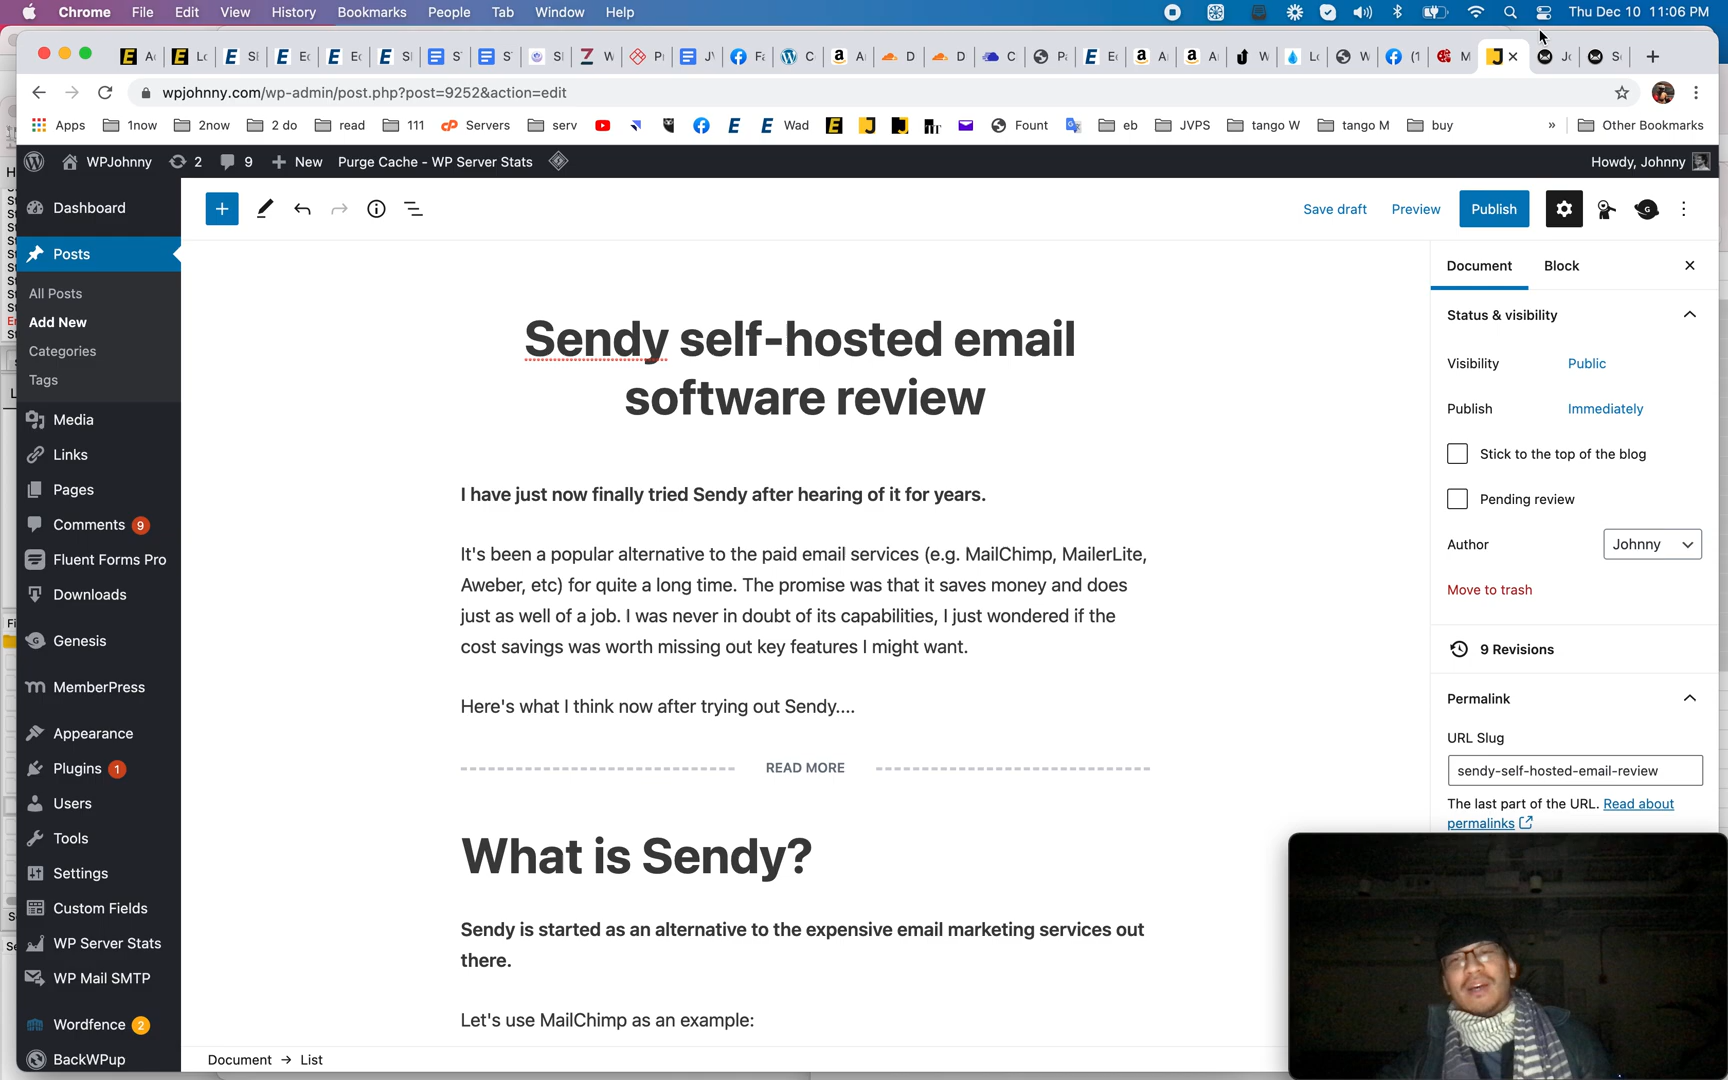 Chrome File Edit View History Bookmarks People Tab Window Help
Thu Dec 10 11:06 PM
wpjohnny.com/wp-admin/post.php?post=9252&action=edit
Apps 1now 2now 2 do read 111 Servers serv Wad Fount eb JVPS tango W tango M buy » Other Bookmarks
WPJohnny 2 9 New Purge Cache - WP Server Stats
Howdy, Johnny
Dashboard
Posts
All Posts
Add New
Categories
Tags
Media
Links
Pages
Comments 9
Fluent Forms Pro
Downloads
Genesis
MemberPress
Appearance
Plugins 1
Users
Tools
Settings
Custom Fields
WP Server Stats
WP Mail SMTP
Wordfence 2
BackWPup
Save draft Preview Publish
Sendy self-hosted email
software review
I have just now finally tried Sendy after hearing of it for years.
It's been a popular alternative to the paid email services (e.g. MailChimp, MailerLite,
Aweber, etc) for quite a long time. The promise was that it saves money and does
just as well of a job. I was never in doubt of its capabilities, I just wondered if the
cost savings was worth missing out key features I might want.
Here's what I think now after trying out Sendy....
READ MORE
What is Sendy?
Sendy is started as an alternative to the expensive email marketing services out
there.
Let's use MailChimp as an example:
Document → List
Document Block
Status & visibility
Visibility Public
Publish Immediately
Stick to the top of the blog
Pending review
Author Johnny
Move to trash
9 Revisions
Permalink
URL Slug
sendy-self-hosted-email-review
The last part of the URL. Read about
permalinks